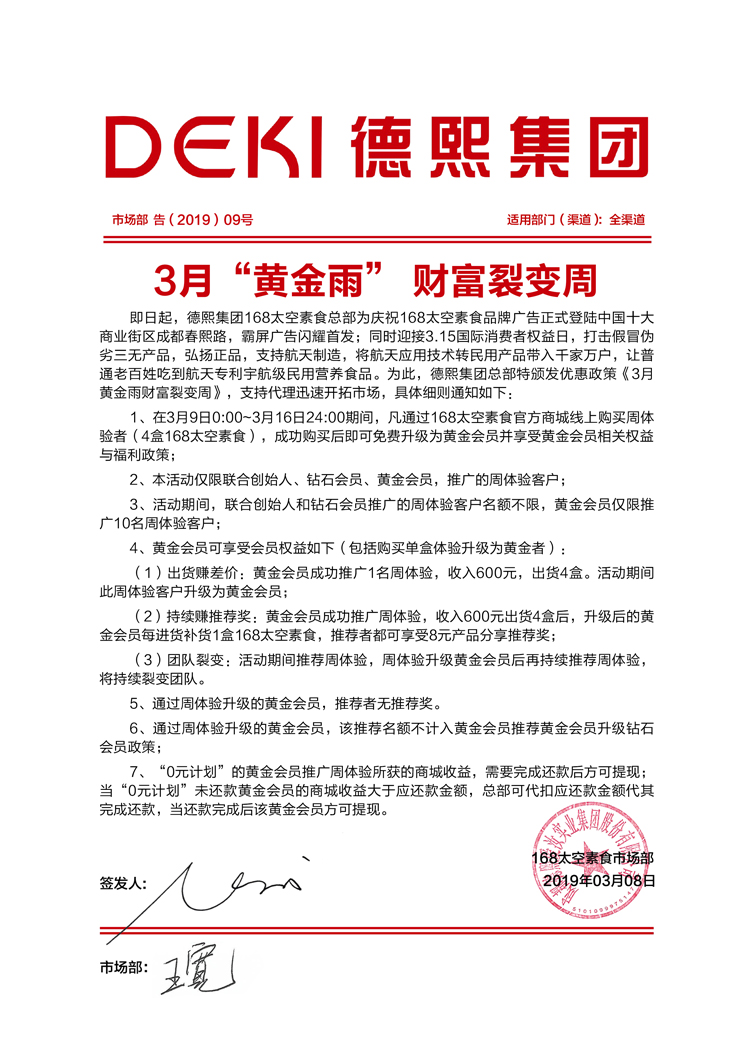 DEKI 德熙集团
市场部 告（2019）09号 适用部门（渠道）：全渠道
3月“黄金雨” 财富裂变周
即日起，德熙集团168太空素食总部为庆祝168太空素食品牌广告正式登陆中国十大
商业街区成都春熙路，霸屏广告闪耀首发；同时迎接3.15国际消费者权益日，打击假冒伪
劣三无产品，弘扬正品，支持航天制造，将航天应用技术转民用产品带入千家万户，让普
通老百姓吃到航天专利宇航级民用营养食品。为此，德熙集团总部特颁发优惠政策《3月
黄金雨财富裂变周》，支持代理迅速开拓市场，具体细则通知如下：
1、在3月9日0:00~3月16日24:00期间，凡通过168太空素食官方商城线上购买周体
验者（4盒168太空素食），成功购买后即可免费升级为黄金会员并享受黄金会员相关权益
与福利政策；
2、本活动仅限联合创始人、钻石会员、黄金会员，推广的周体验客户；
3、活动期间，联合创始人和钻石会员推广的周体验客户名额不限，黄金会员仅限推
广10名周体验客户；
4、黄金会员可享受会员权益如下（包括购买单盒体验升级为黄金者）：
（1）出货赚差价：黄金会员成功推广1名周体验，收入600元，出货4盒。活动期间
此周体验客户升级为黄金会员；
（2）持续赚推荐奖：黄金会员成功推广周体验，收入600元出货4盒后，升级后的黄
金会员每进货补货1盒168太空素食，推荐者都可享受8元产品分享推荐奖；
（3）团队裂变：活动期间推荐周体验，周体验升级黄金会员后再持续推荐周体验，
将持续裂变团队。
5、通过周体验升级的黄金会员，推荐者无推荐奖。
6、通过周体验升级的黄金会员，该推荐名额不计入黄金会员推荐黄金会员升级钻石
会员政策；
7、“0元计划”的黄金会员推广周体验所获的商城收益，需要完成还款后方可提现；
当“0元计划”未还款黄金会员的商城收益大于应还款金额，总部可代扣应还款金额代其
完成还款，当还款完成后该黄金会员方可提现。
168太空素食市场部
签发人：
2019年03月08日
市场部：王寛